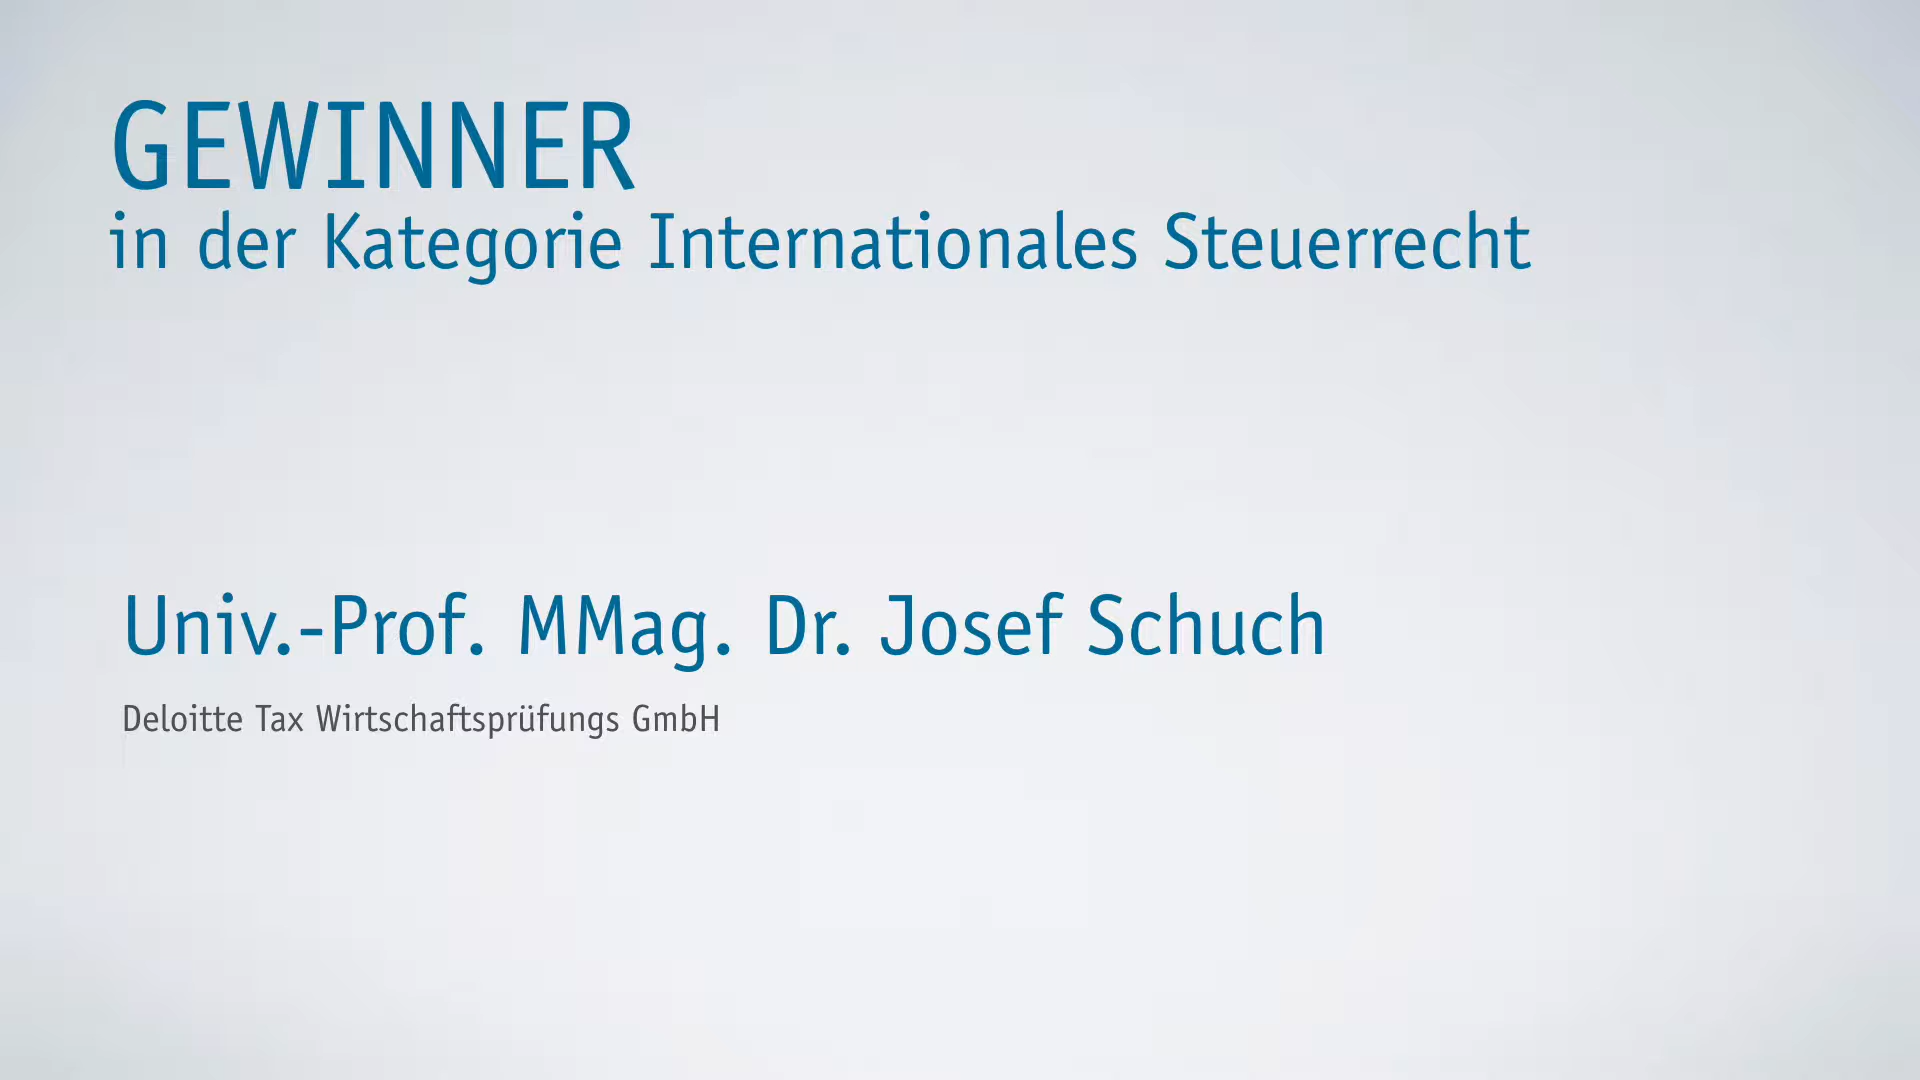 GEWINNER
in der Kategorie Internationales Steuerrecht
Univ.-Prof. MMag. Dr. Josef Schuch
Deloitte Tax Wirtschaftsprüfungs GmbH